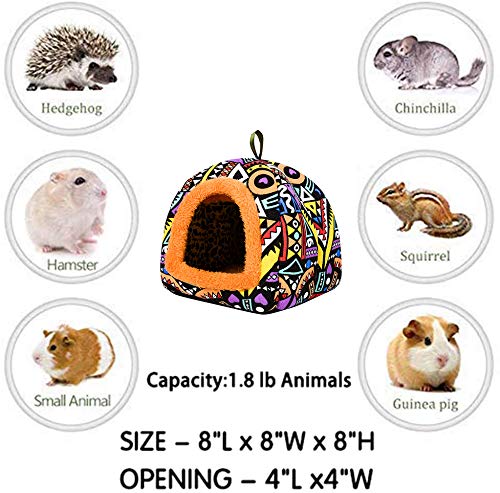 Hedgehog
Chinchilla
Hamster
Squirrel
Small Animal
Guinea pig
Capacity:1.8 lb Animals
SIZE – 8"L x 8"W x 8"H
OPENING – 4"L x4"W